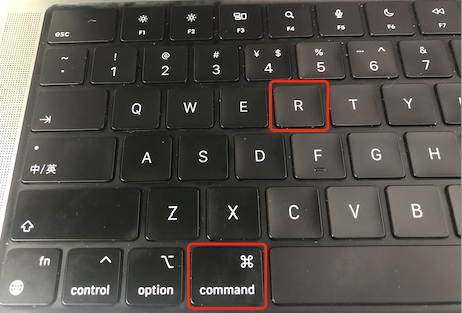 esc F1 F2 F3 F4 F5 F6 F7
~ ! @ # ¥ $ % … ^ &
· 1 2 3 4 5 6 7
Q W E R T Y
中/英 A S D F G H
Z X C V B
fn
control option command